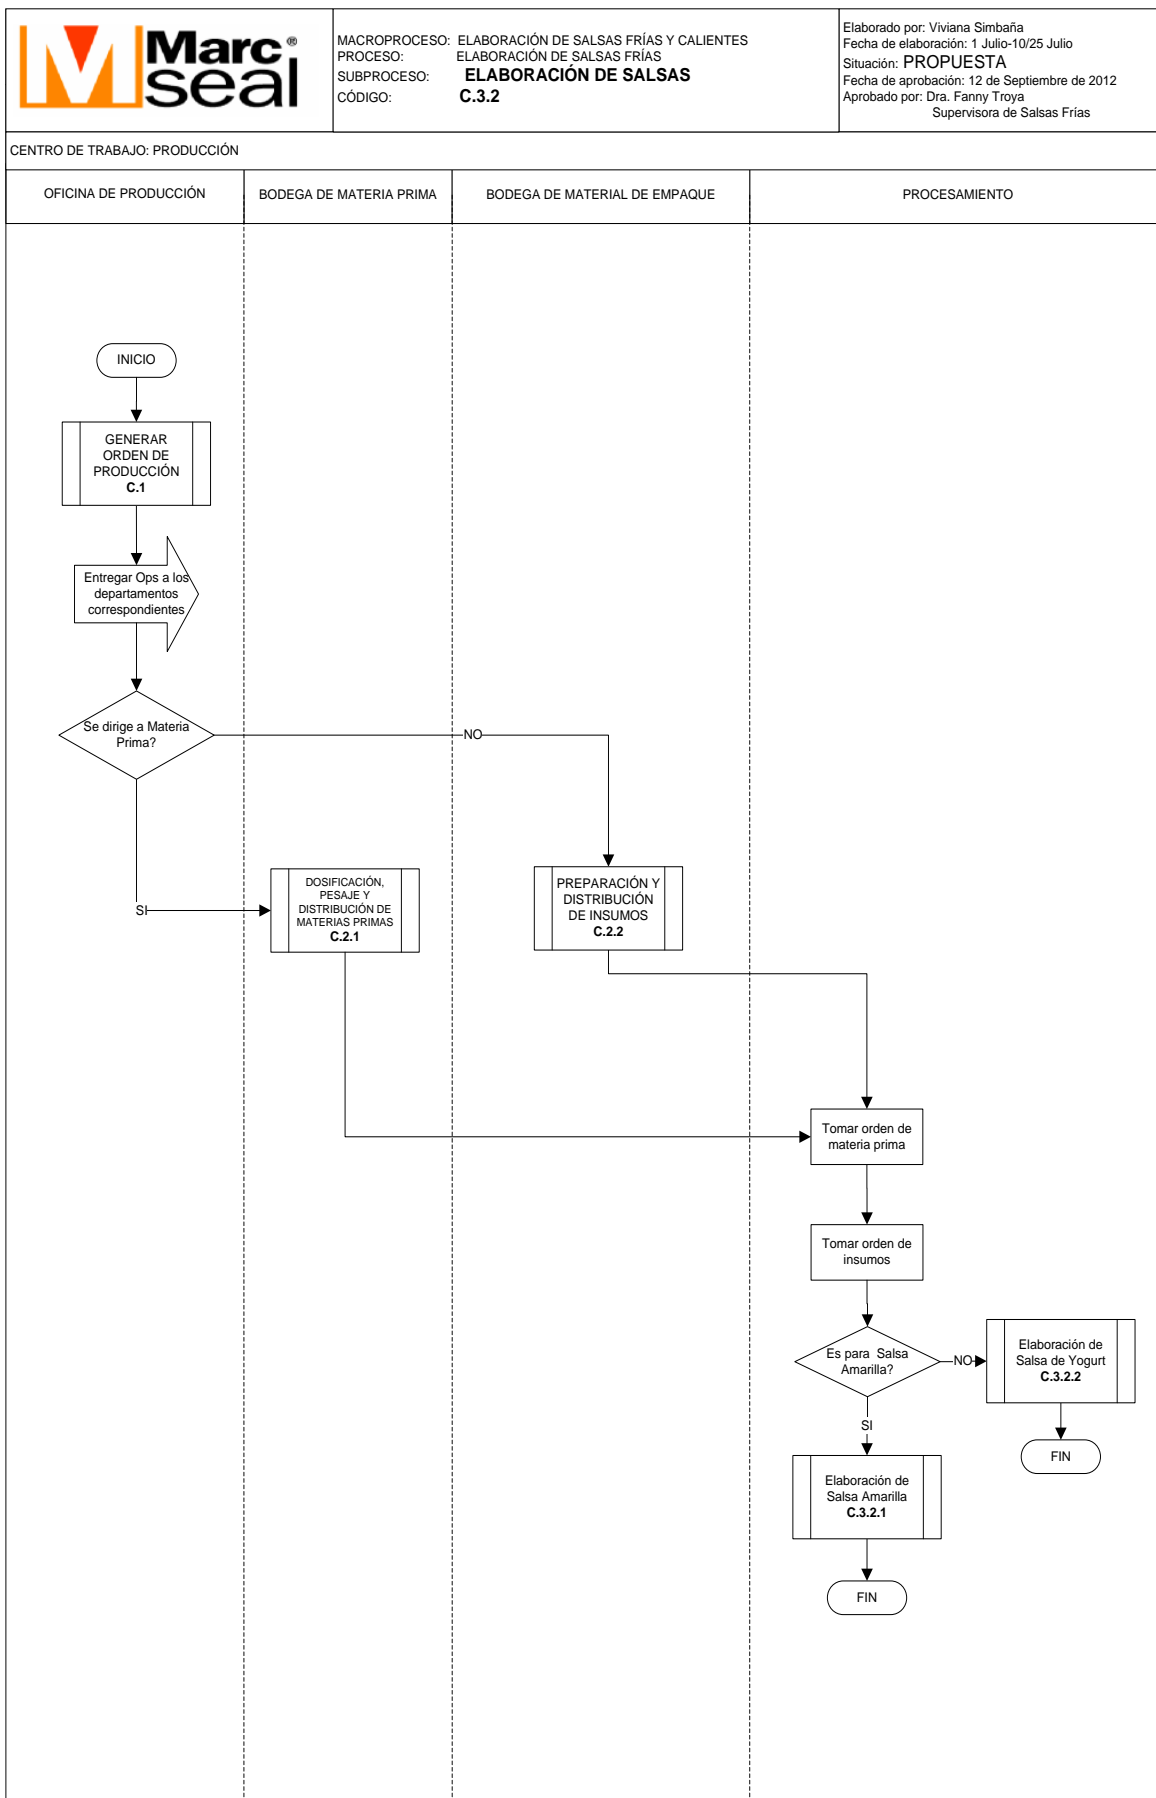 Marc®
seal
MACROPROCESO: ELABORACIÓN DE SALSAS FRÍAS Y CALIENTES
PROCESO: ELABORACIÓN DE SALSAS FRÍAS
SUBPROCESO: ELABORACIÓN DE SALSAS
CÓDIGO: C.3.2
Elaborado por: Viviana Simbaña
Fecha de elaboración: 1 Julio-10/25 Julio
Situación: PROPUESTA
Fecha de aprobación: 12 de Septiembre de 2012
Aprobado por: Dra. Fanny Troya
Supervisora de Salsas Frías
CENTRO DE TRABAJO: PRODUCCIÓN
OFICINA DE PRODUCCIÓN
BODEGA DE MATERIA PRIMA
BODEGA DE MATERIAL DE EMPAQUE
PROCESAMIENTO
INICIO
GENERAR
ORDEN DE
PRODUCCIÓN
C.1
Entregar Ops a los
departamentos
correspondientes
Se dirige a Materia
Prima?
NO
SI
DOSIFICACIÓN,
PESAJE Y
DISTRIBUCIÓN DE
MATERIAS PRIMAS
C.2.1
PREPARACIÓN Y
DISTRIBUCIÓN
DE INSUMOS
C.2.2
Tomar orden de
materia prima
Tomar orden de
insumos
Es para Salsa
Amarilla?
NO
Elaboración de
Salsa de Yogurt
C.3.2.2
SI
FIN
Elaboración de
Salsa Amarilla
C.3.2.1
FIN